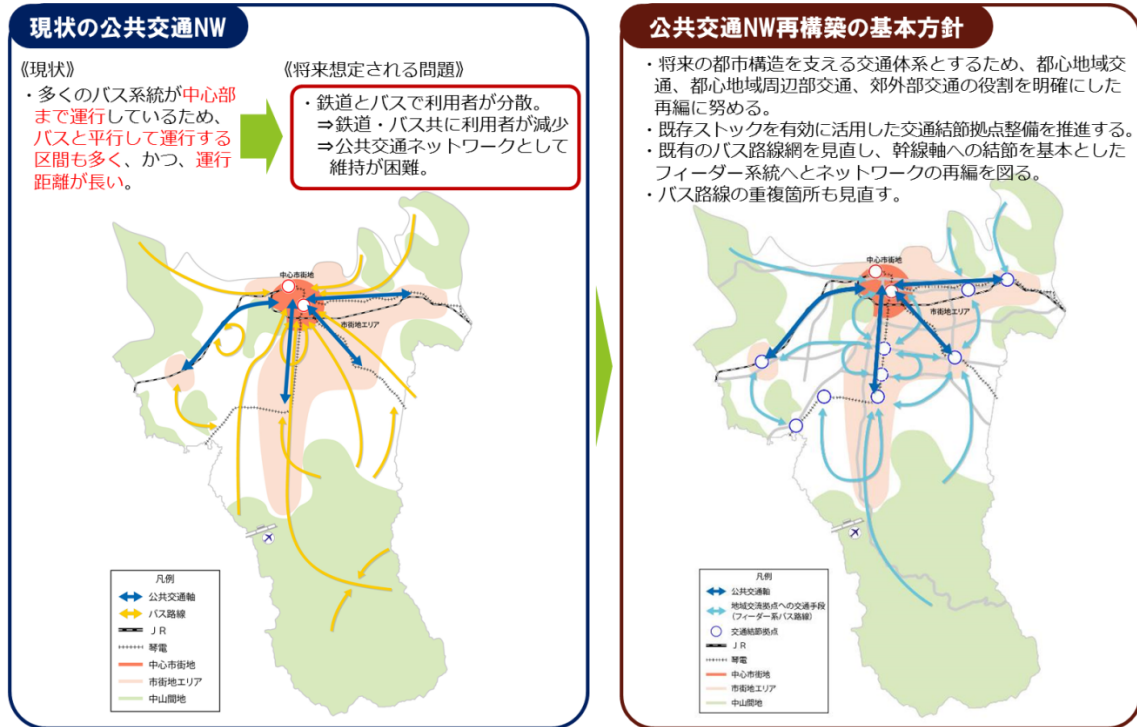 現状の公共交通NW
《現状》
・多くのバス系統が中心部
まで運行しているため、
バスと平行して運行する
区間も多く、かつ、運行
距離が長い。
《将来想定される問題》
・鉄道とバスで利用者が分散。
⇒鉄道・バス共に利用者が減少
⇒公共交通ネットワークとして
維持が困難。
中心市街地
市街地エリア
凡例
公共交通軸
バス路線
ＪＲ
琴電
中心市街地
市街地エリア
中山間地
公共交通NW再構築の基本方針
・将来の都市構造を支える交通体系とするため、都心地域交
通、都心地域周辺部交通、郊外部交通の役割を明確にした
再編に努める。
・既存ストックを有効に活用した交通結節拠点整備を推進する。
・既有のバス路線網を見直し、幹線軸への結節を基本とした
フィーダー系統へとネットワークの再編を図る。
・バス路線の重複箇所も見直す。
中心市街地
市街地エリア
凡例
公共交通軸
地域交流拠点への交通手段
(フィーダー系バス路線)
交通結節拠点
ＪＲ
琴電
中心市街地
市街地エリア
中山間地